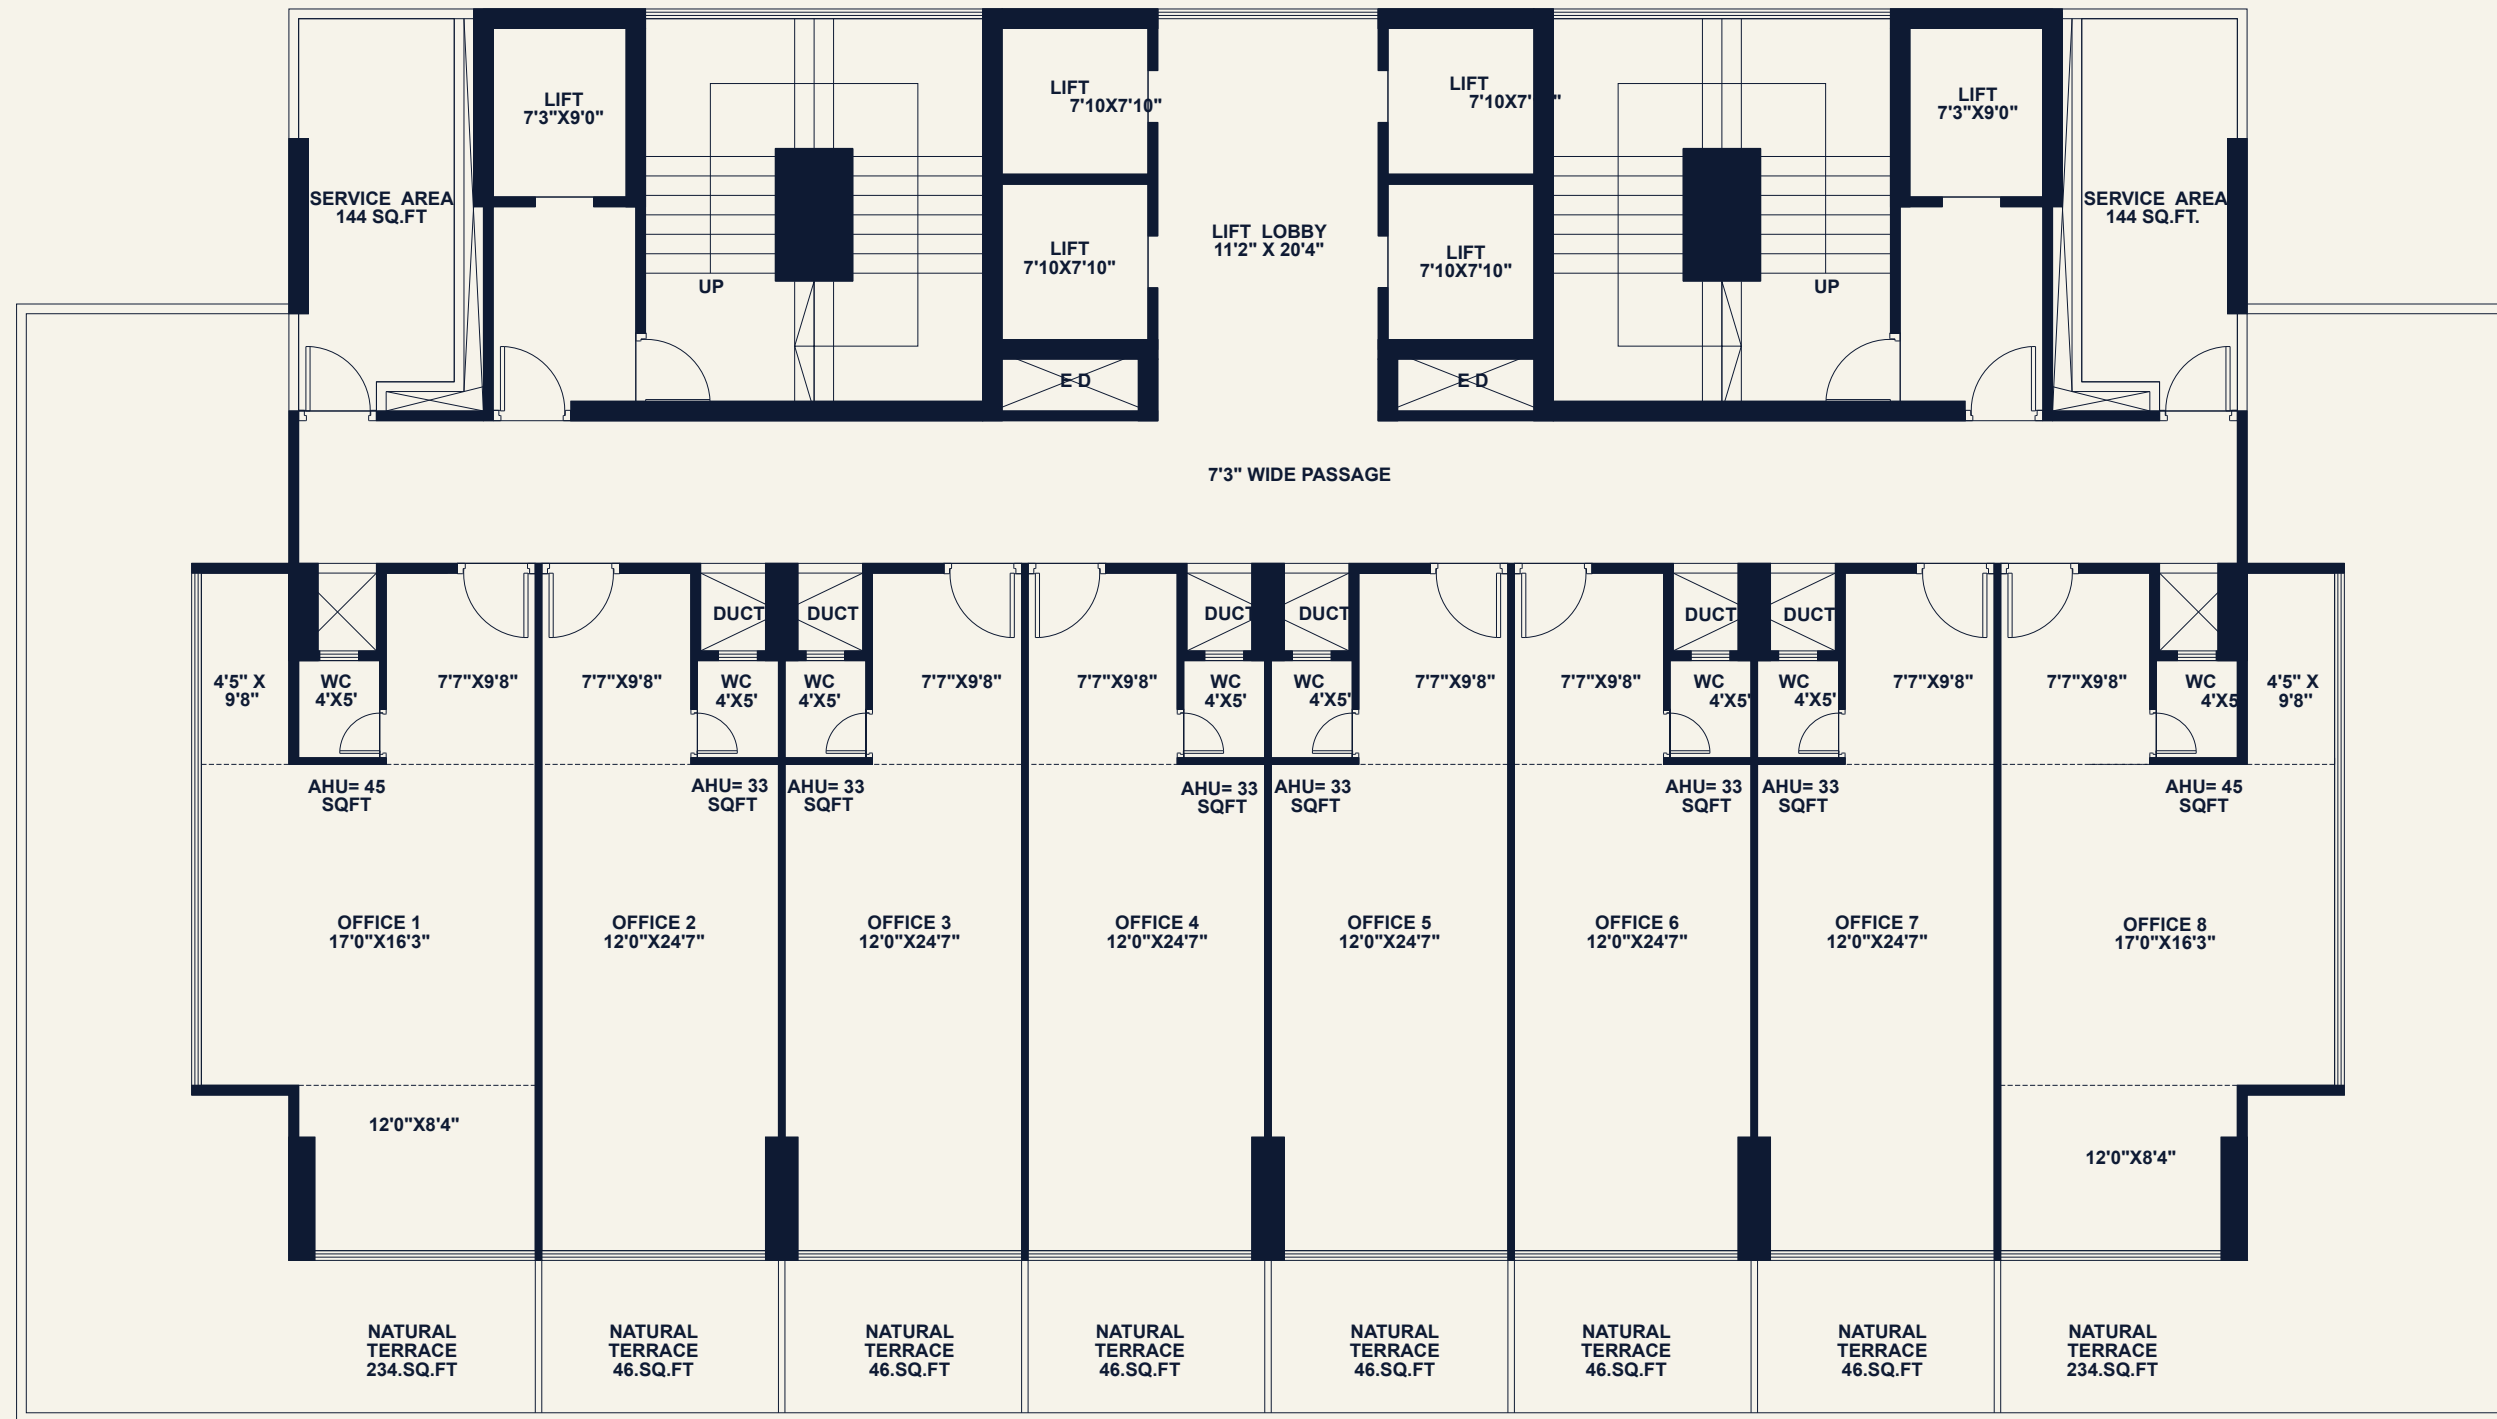 LIFT
7'3"X9'0"
LIFT
7'10X7'10"
LIFT
7'10X7'10"
LIFT
7'3"X9'0"
SERVICE AREA
144 SQ.FT
LIFT
7'10X7'10"
LIFT LOBBY
11'2" X 20'4"
LIFT
7'10X7'10"
SERVICE AREA
144 SQ.FT.
UP
UP
E D
E D
7'3" WIDE PASSAGE
DUCT
DUCT
DUCT
DUCT
DUCT
DUCT
4'5" X
9'8"
WC
4'X5'
7'7"X9'8"
7'7"X9'8"
WC
4'X5'
WC
4'X5'
7'7"X9'8"
7'7"X9'8"
WC
4'X5'
WC
4'X5'
7'7"X9'8"
7'7"X9'8"
WC
4'X5'
WC
4'X5'
7'7"X9'8"
7'7"X9'8"
WC
4'X5
4'5" X
9'8"
AHU= 45
SQFT
AHU= 33
SQFT
AHU= 33
SQFT
AHU= 33
SQFT
AHU= 33
SQFT
AHU= 33
SQFT
AHU= 33
SQFT
AHU= 45
SQFT
OFFICE 1
17'0"X16'3"
OFFICE 2
12'0"X24'7"
OFFICE 3
12'0"X24'7"
OFFICE 4
12'0"X24'7"
OFFICE 5
12'0"X24'7"
OFFICE 6
12'0"X24'7"
OFFICE 7
12'0"X24'7"
OFFICE 8
17'0"X16'3"
12'0"X8'4"
12'0"X8'4"
NATURAL
TERRACE
234.SQ.FT
NATURAL
TERRACE
46.SQ.FT
NATURAL
TERRACE
46.SQ.FT
NATURAL
TERRACE
46.SQ.FT
NATURAL
TERRACE
46.SQ.FT
NATURAL
TERRACE
46.SQ.FT
NATURAL
TERRACE
46.SQ.FT
NATURAL
TERRACE
234.SQ.FT